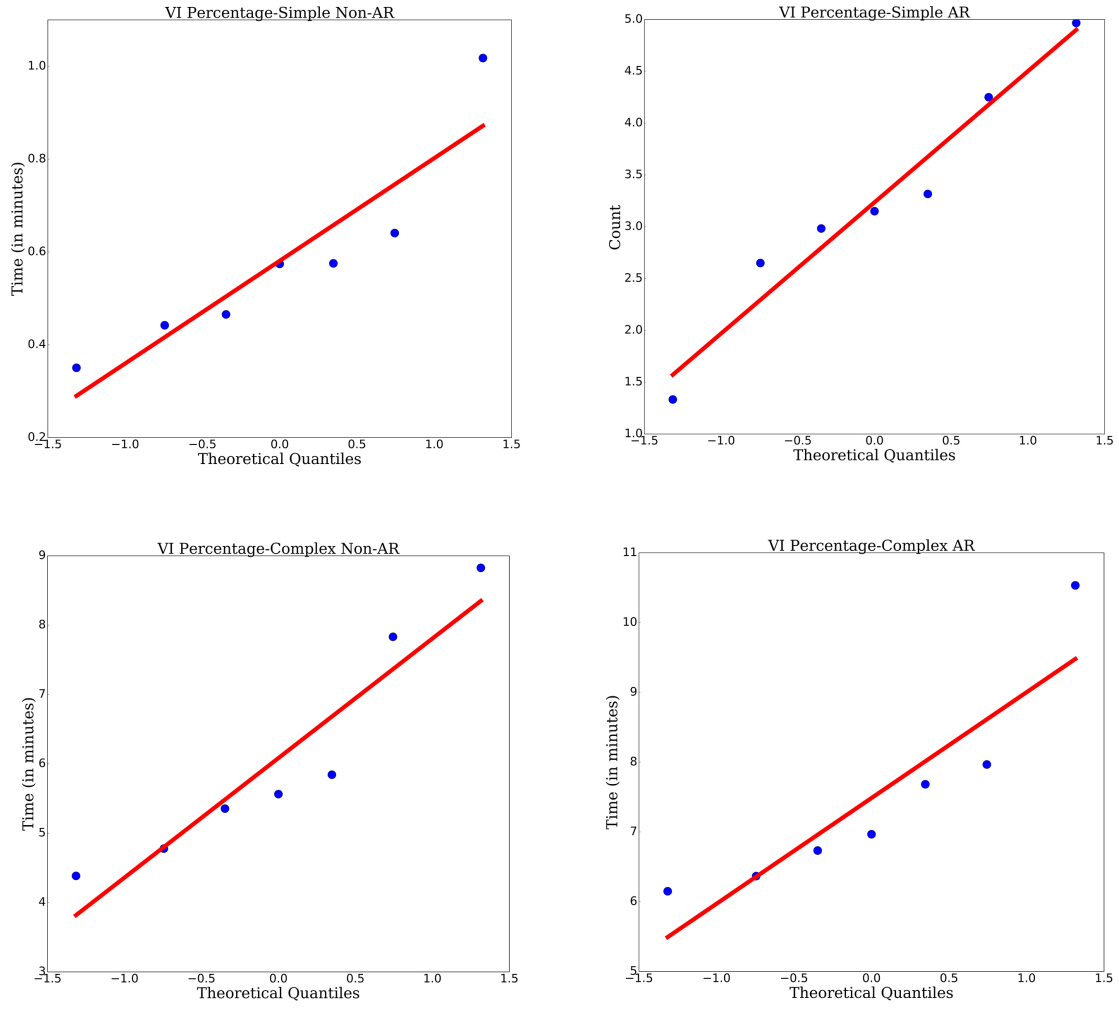 VI Percentage-Simple Non-AR
1.0
0.8
0.6
0.4
0.2
Time (in minutes)
−1.5 −1.0 −0.5 0.0 0.5 1.0 1.5
Theoretical Quantiles
VI Percentage-Simple AR
5.0
4.5
4.0
3.5
3.0
2.5
2.0
1.5
1.0
Count
−1.5 −1.0 −0.5 0.0 0.5 1.0 1.5
Theoretical Quantiles
VI Percentage-Complex Non-AR
9
8
7
6
5
4
3
Time (in minutes)
−1.5 −1.0 −0.5 0.0 0.5 1.0 1.5
Theoretical Quantiles
VI Percentage-Complex AR
11
10
9
8
7
6
5
Time (in minutes)
−1.5 −1.0 −0.5 0.0 0.5 1.0 1.5
Theoretical Quantiles